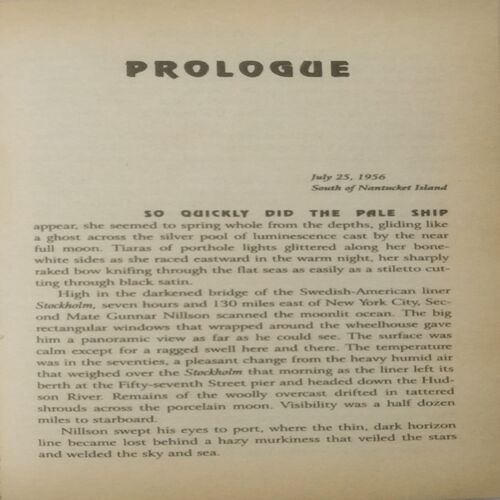 PROLOGUE
July 25, 1956
South of Nantucket Island
SO QUICKLY DID THE PALE SHIP
appear, she seemed to spring whole from the depths, gliding like
a ghost across the silver pool of luminescence cast by the near
full moon. Tiaras of porthole lights glittered along her bone-
white sides as she raced eastward in the warm night, her sharply
raked bow knifing through the flat seas as easily as a stiletto cut-
ting through black satin.
High in the darkened bridge of the Swedish-American liner
Stockholm, seven hours and 130 miles east of New York City, Sec-
ond Mate Gunnar Nillson scanned the moonlit ocean. The big
rectangular windows that wrapped around the wheelhouse gave
him a panoramic view as far as he could see. The surface was
calm except for a ragged swell here and there. The temperature
was in the seventies, a pleasant change from the heavy humid air
that weighed over the Stockholm that morning as the liner left its
berth at the Fifty-seventh Street pier and headed down the Hud-
son River. Remains of the woolly overcast drifted in tattered
shrouds across the porcelain moon. Visibility was a half dozen
miles to starboard.
Nillson swept his eyes to port, where the thin, dark horizon
line became lost behind a hazy murkiness that veiled the stars
and welded the sky and sea.